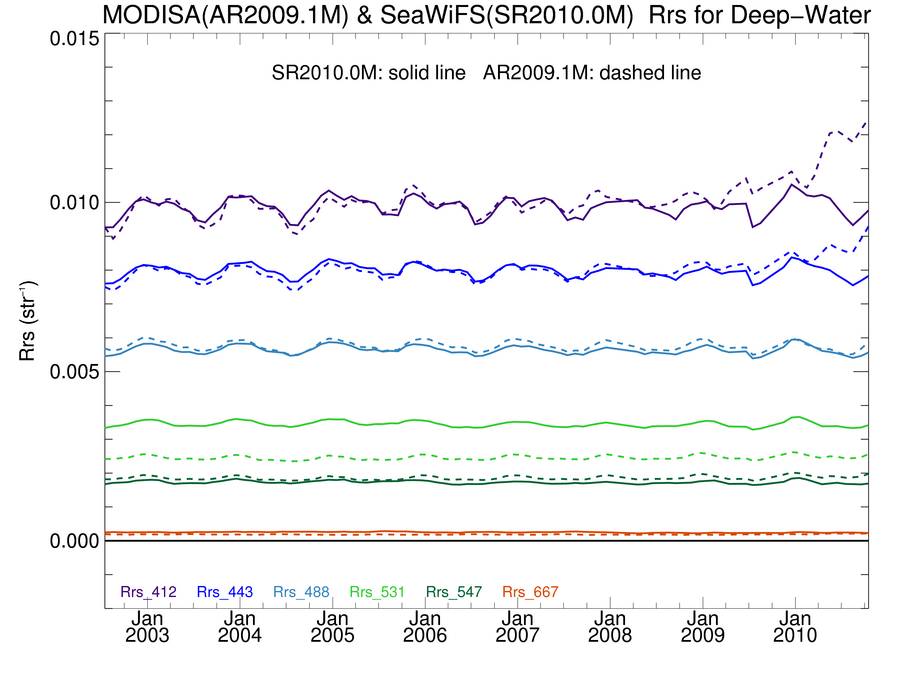 MODISA(AR2009.1M) & SeaWiFS(SR2010.0M)  Rrs for Deep−Water
SR2010.0M: solid line   AR2009.1M: dashed line
0.015
0.010
0.005
0.000
Rrs (str⁻¹)
Rrs_412 Rrs_443 Rrs_488 Rrs_531 Rrs_547 Rrs_667
Jan Jan Jan Jan Jan Jan Jan Jan
2003 2004 2005 2006 2007 2008 2009 2010